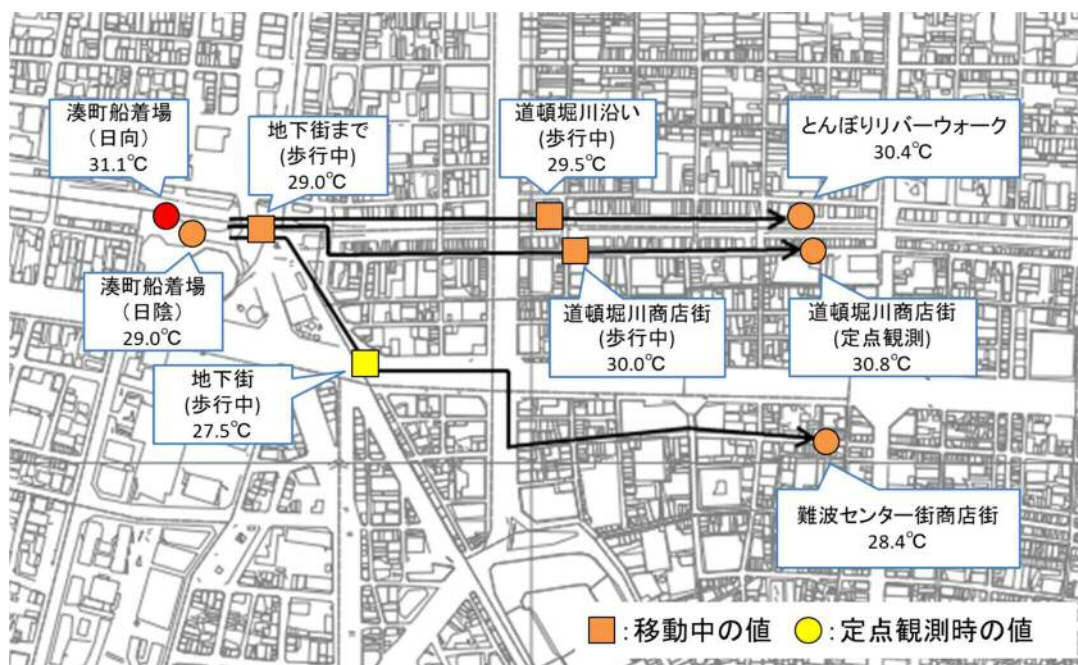 湊町船着場
（日向）
31.1℃
地下街まで
(歩行中)
29.0℃
道頓堀川沿い
(歩行中)
29.5℃
とんぼりリバーウォーク
30.4℃
湊町船着場
（日陰）
29.0℃
道頓堀川商店街
(歩行中)
30.0℃
道頓堀川商店街
(定点観測)
30.8℃
地下街
(歩行中)
27.5℃
難波センター街商店街
28.4℃
：移動中の値
：定点観測時の値